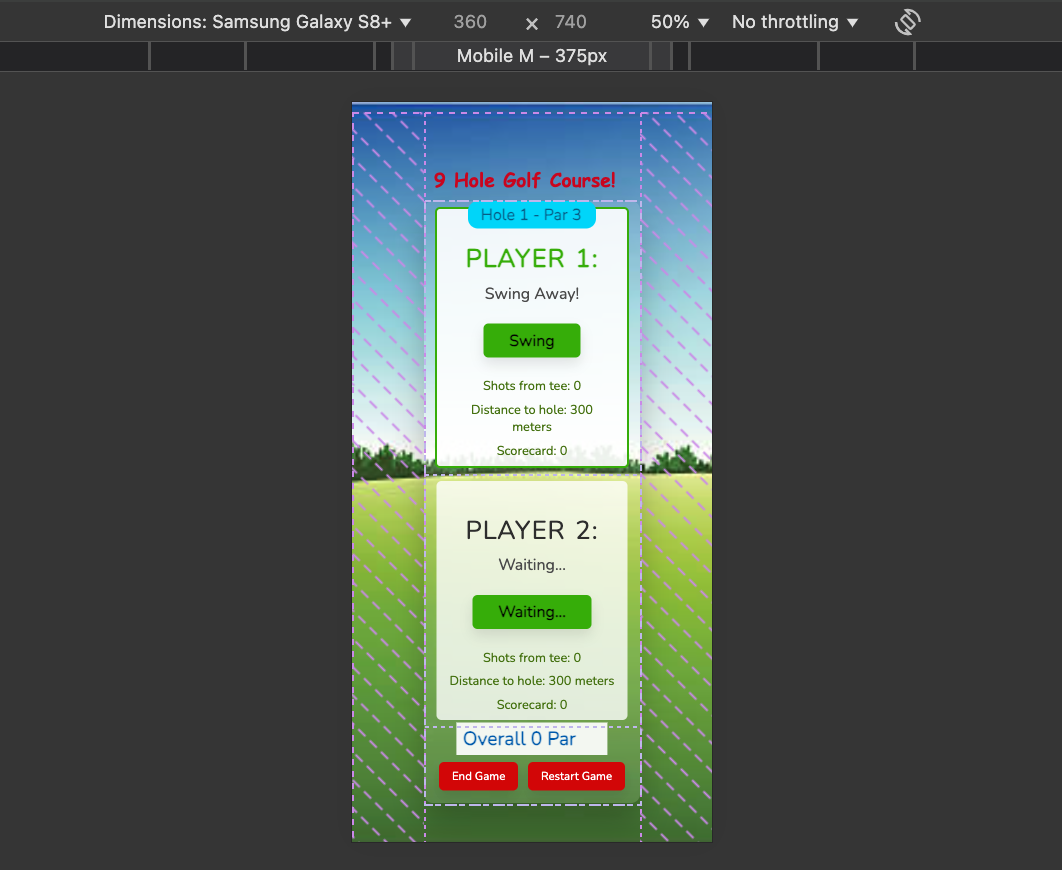 Dimensions: Samsung Galaxy S8+ ▼ 360 × 740 50% ▼ No throttling ▼
Mobile M – 375px
9 Hole Golf Course!
Hole 1 - Par 3
PLAYER 1:
Swing Away!
Swing
Shots from tee: 0
Distance to hole: 300
meters
Scorecard: 0
PLAYER 2:
Waiting...
Waiting...
Shots from tee: 0
Distance to hole: 300 meters
Scorecard: 0
Overall 0 Par
End Game Restart Game